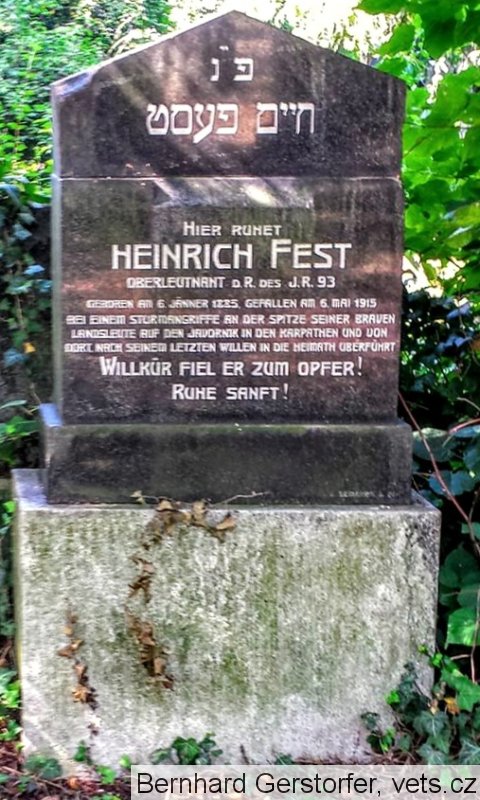 פ״נ
חיים פעסט
HIER RUHET
HEINRICH FEST
OBERLEUTNANT D.R. DES J.R. 93
GEBOREN AM 6. JÄNNER 1885, GEFALLEN AM 6. MAI 1915
BEI EINEM STURMANGRIFFE AN DER SPITZE SEINER BRAVEN
LANDSLEUTE AUF DEN JAVORNIK IN DEN KARPATHEN UND VON
DORT NACH SEINEM LETZTEN WILLEN IN DIE HEIMATH ÜBERFÜHRT
WILLKÜR FIEL ER ZUM OPFER!
RUHE SANFT!
Bernhard Gerstorfer, vets.cz